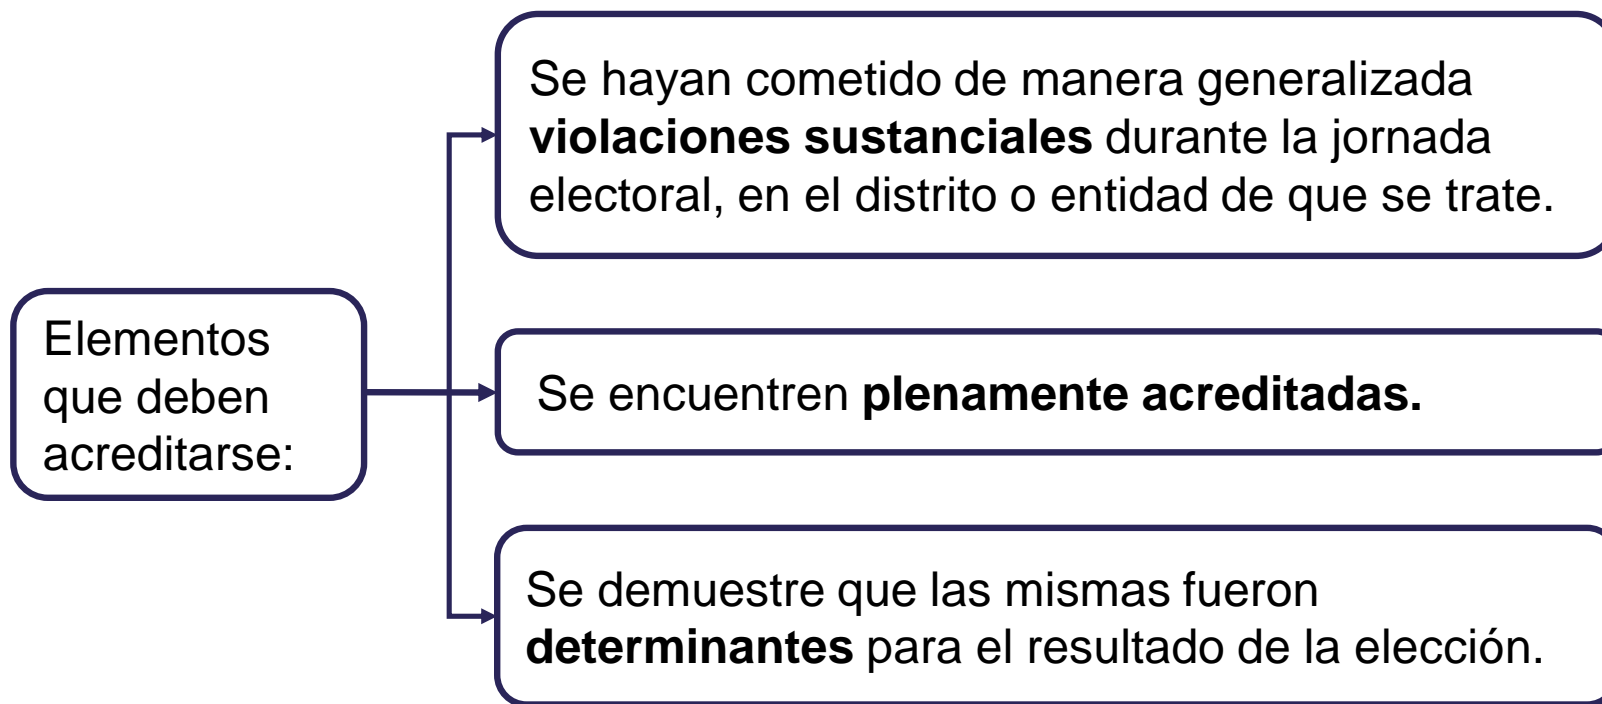 Se hayan cometido de manera generalizada
violaciones sustanciales durante la jornada
electoral, en el distrito o entidad de que se trate.
Elementos
que deben
acreditarse:
Se encuentren plenamente acreditadas.
Se demuestre que las mismas fueron
determinantes para el resultado de la elección.